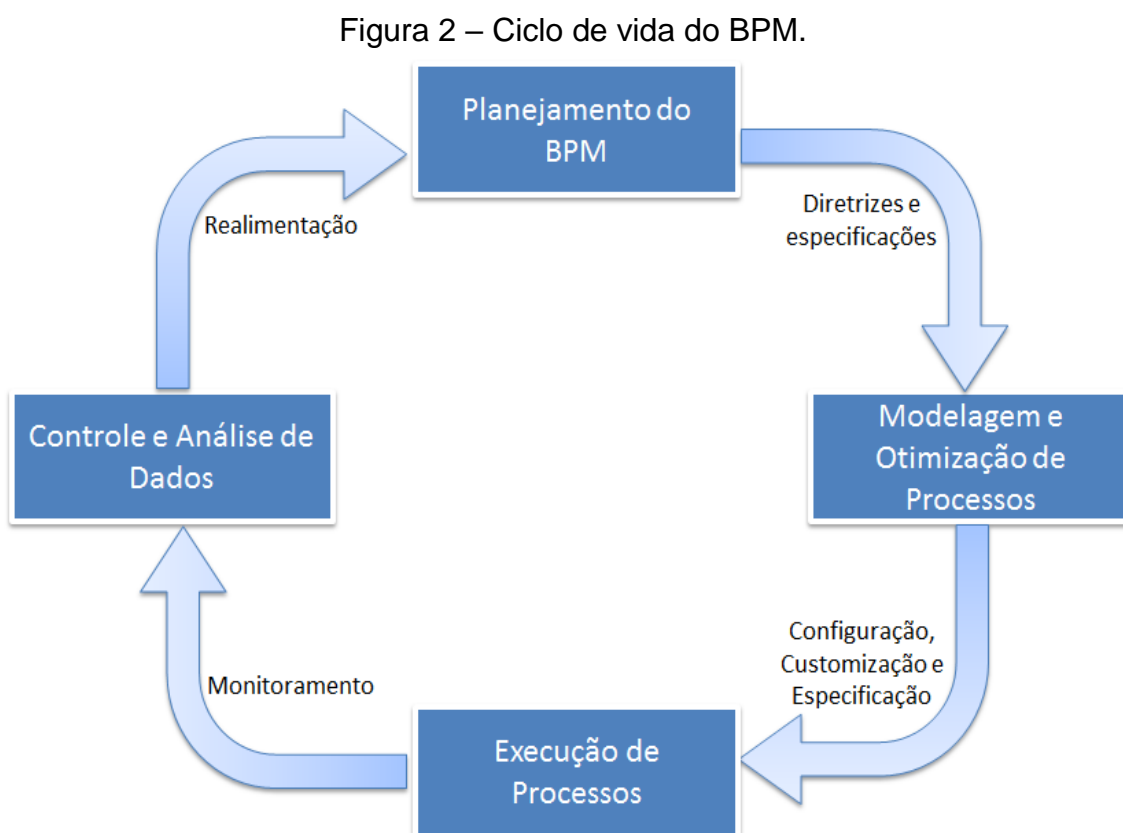 Figura 2 – Ciclo de vida do BPM.
Planejamento do
BPM
Realimentação
Diretrizes e
especificações
Controle e Análise de
Dados
Modelagem e
Otimização de
Processos
Configuração,
Customização e
Especificação
Monitoramento
Execução de
Processos